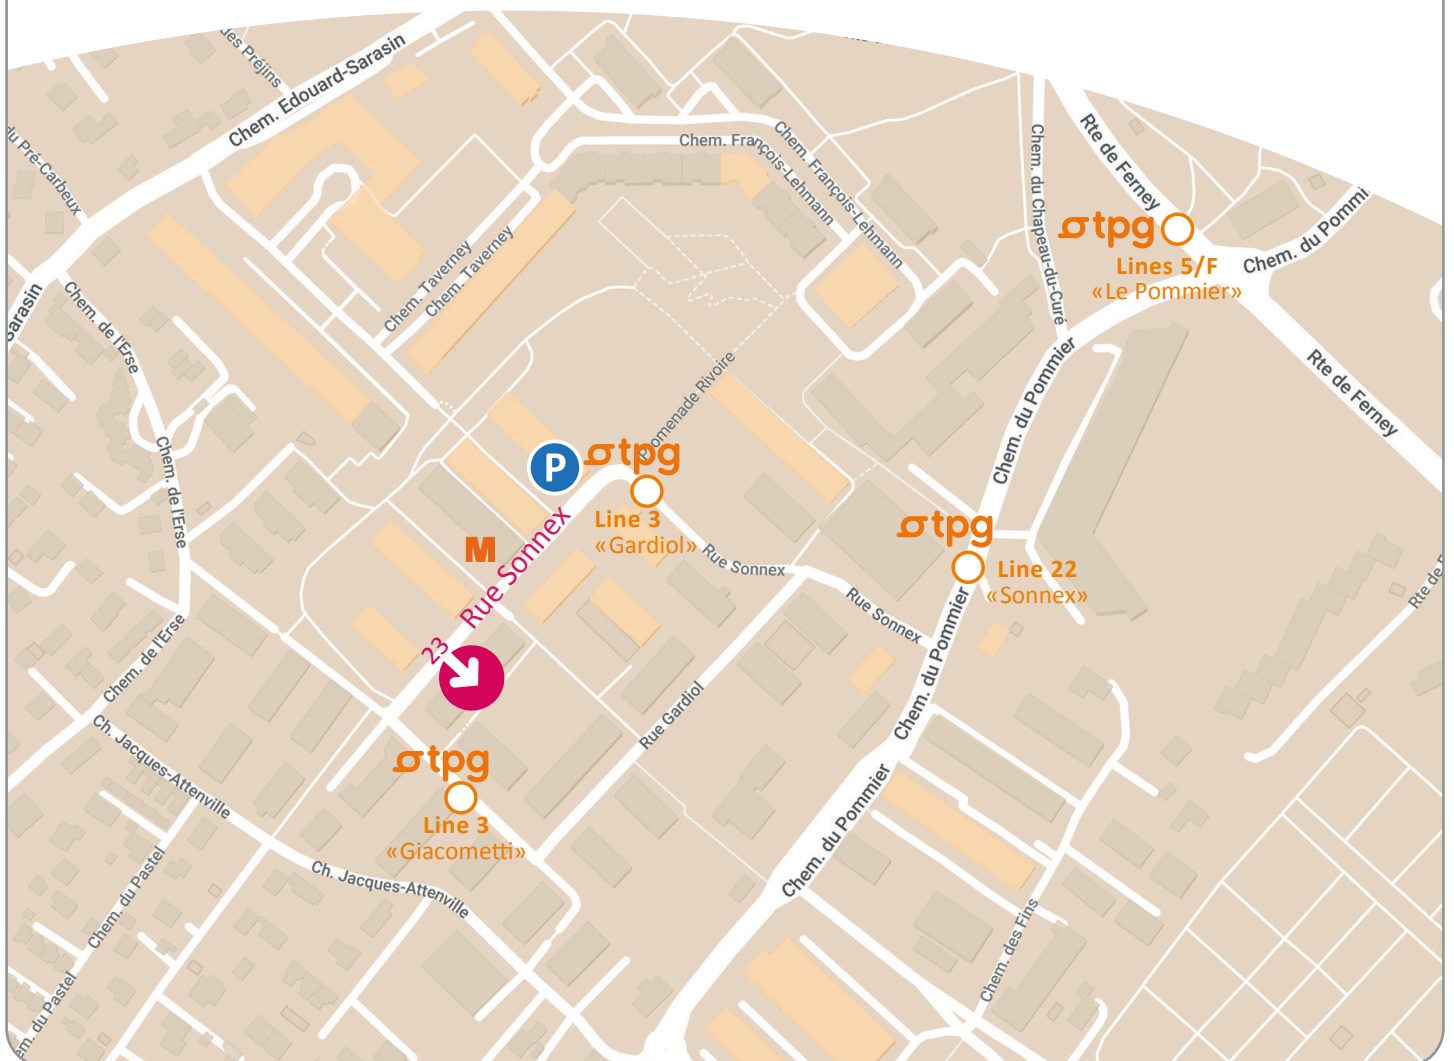 des Préjins
Chem. Edouard-Sarasin
du Pré-Carbeux
Sarasin
Chem. de l'Erse
Chem. Taverney
Chem. Taverney
Chem. François-Lehmann
Chem. François-Lehmann
Chem. du Chapeau-du-Curé
Rte de Ferney
tpg
Lines 5/F
«Le Pommier»
Chem. du Pommi
Rte de Ferney
Chem. du Pommier
Promenade Rivoire
Chem. de l'Erse
P
tpg
Line 3
«Gardiol»
M
Rue Sonnex
23
Rue Sonnex
tpg
Line 22
«Sonnex»
Rue Sonnex
Chem. du Pommier
Chem. de l'Erse
Rue Gardiol
Ch. Jacques-Attenville
tpg
Line 3
«Giacometti»
Chem. du Pommier
Ch. Jacques-Attenville
Chem. du Pastel
Chem. des Fins
em. du Pastel